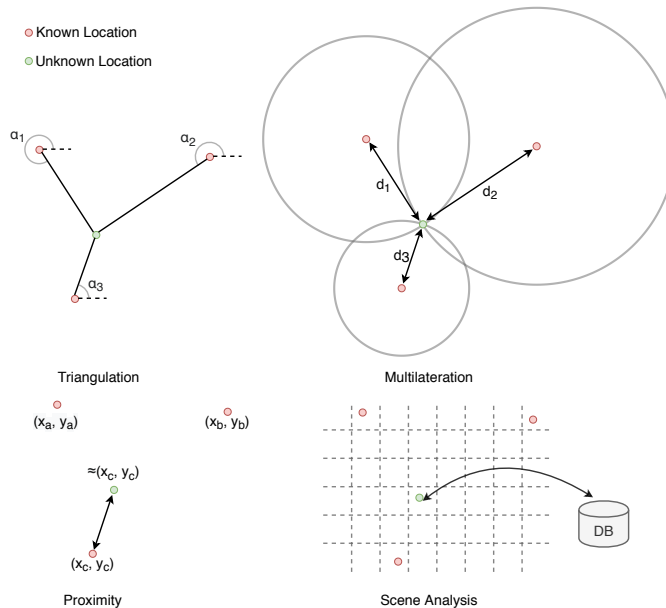 Known Location
Unknown Location
α1
α2
α3
Triangulation
d1
d2
d3
Multilateration
(xa, ya)
(xb, yb)
≈(xc, yc)
(xc, yc)
Proximity
DB
Scene Analysis